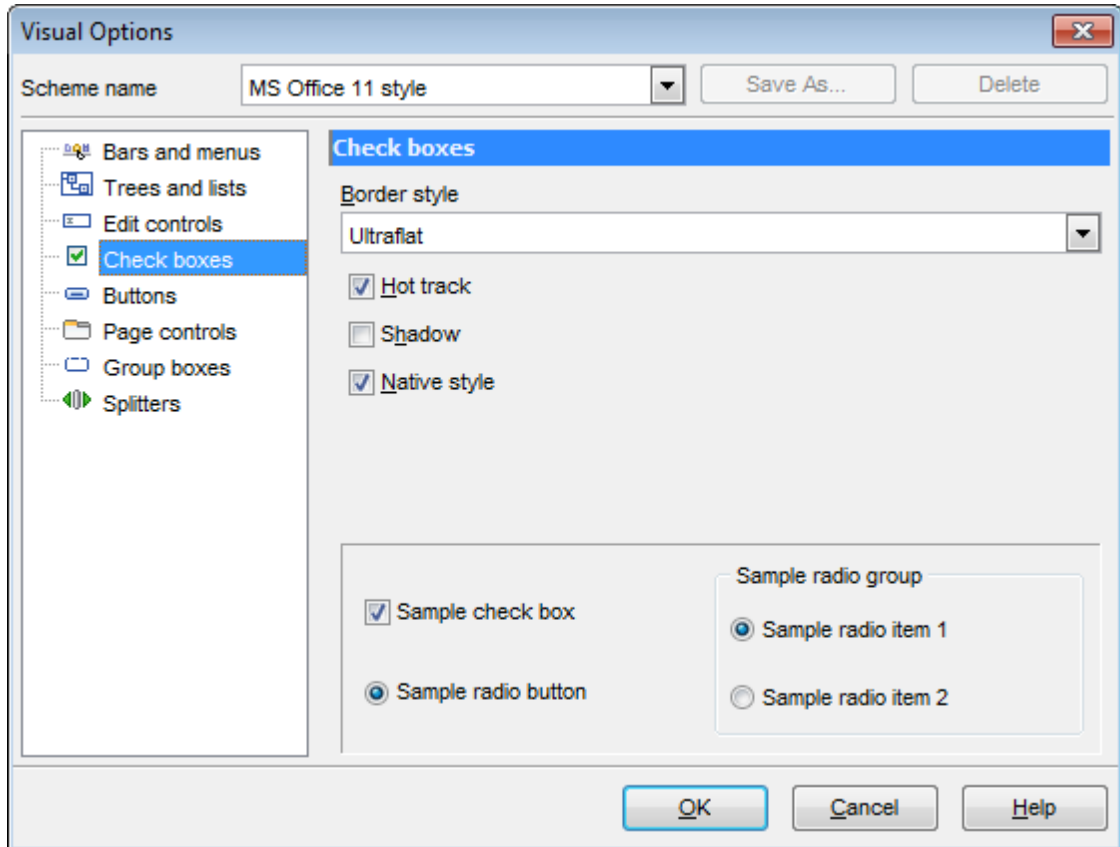 Visual Options
Scheme name MS Office 11 style Save As... Delete
Bars and menus
Trees and lists
Edit controls
Check boxes
Buttons
Page controls
Group boxes
Splitters
Check boxes
Border style
Ultraflat
Hot track
Shadow
Native style
Sample check box
Sample radio button
Sample radio group
Sample radio item 1
Sample radio item 2
OK Cancel Help